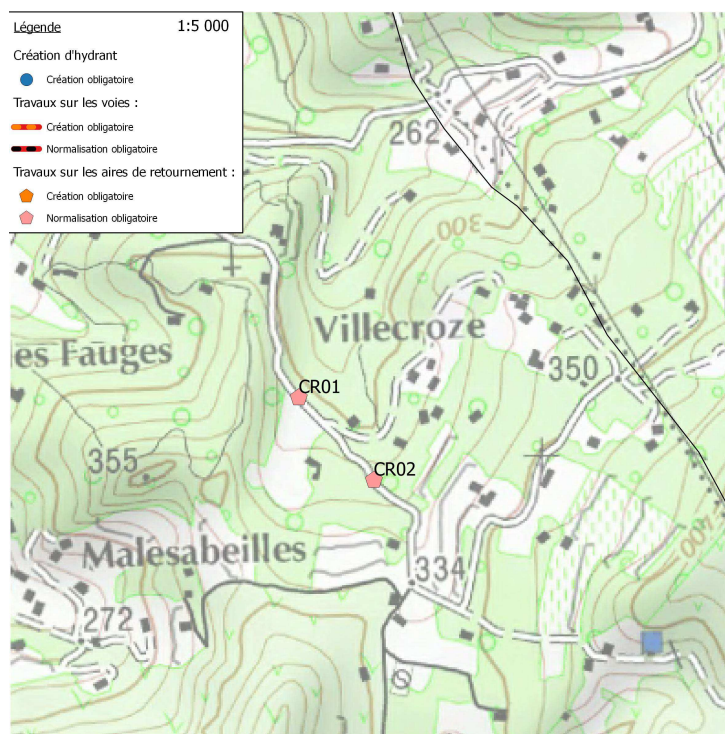 Légende 1:5 000
Création d'hydrant
Création obligatoire
Travaux sur les voies :
Création obligatoire
Normalisation obligatoire
Travaux sur les aires de retournement :
Création obligatoire
Normalisation obligatoire
262
300
Villecroze
es Fauges
350
CR01
355
CR02
400
Malesabeilles
334
272